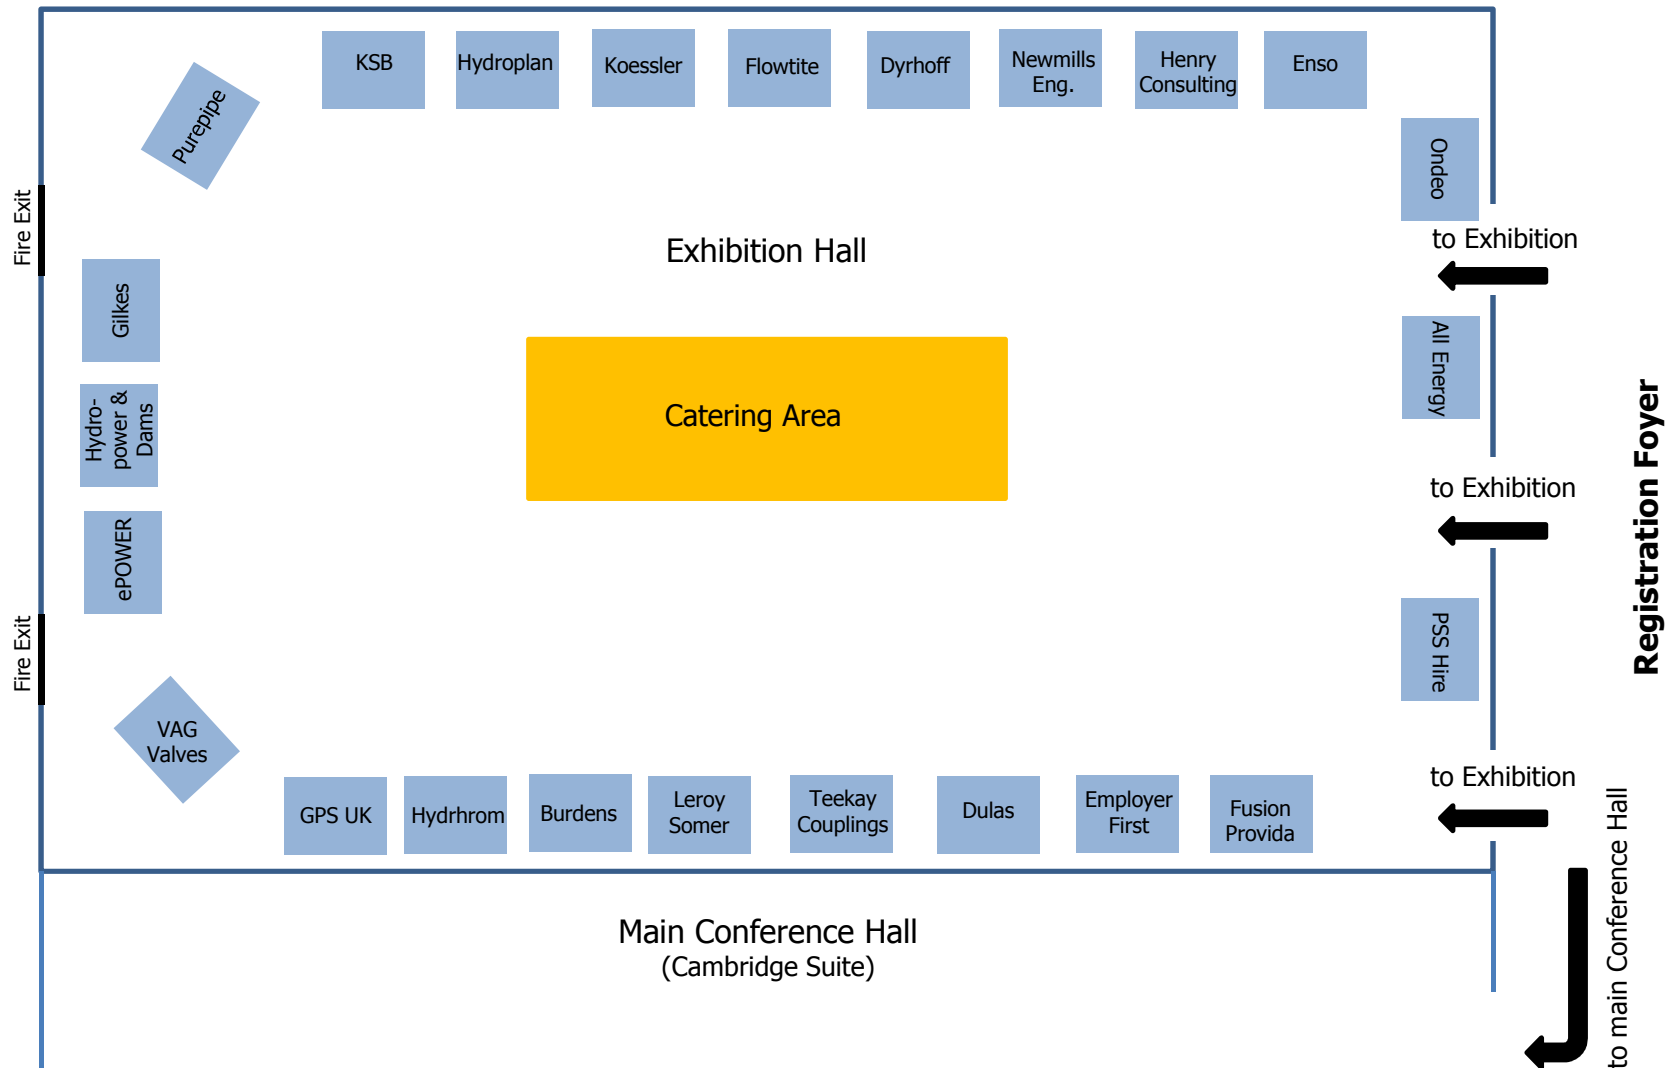 KSB
Hydroplan
Koessler
Flowtite
Dyrhoff
Newmills
Eng.
Henry
Consulting
Enso
Purepipe
Ondeo
Fire Exit
to Exhibition
Exhibition Hall
Gilkes
All Energy
Catering Area
Hydro-
power &
Dams
to Exhibition
Registration Foyer
ePOWER
Fire Exit
PSS Hire
VAG
Valves
to Exhibition
GPS UK
Hydrhrom
Burdens
Leroy
Somer
Teekay
Couplings
Dulas
Employer
First
Fusion
Provida
to main Conference Hall
Main Conference Hall
(Cambridge Suite)